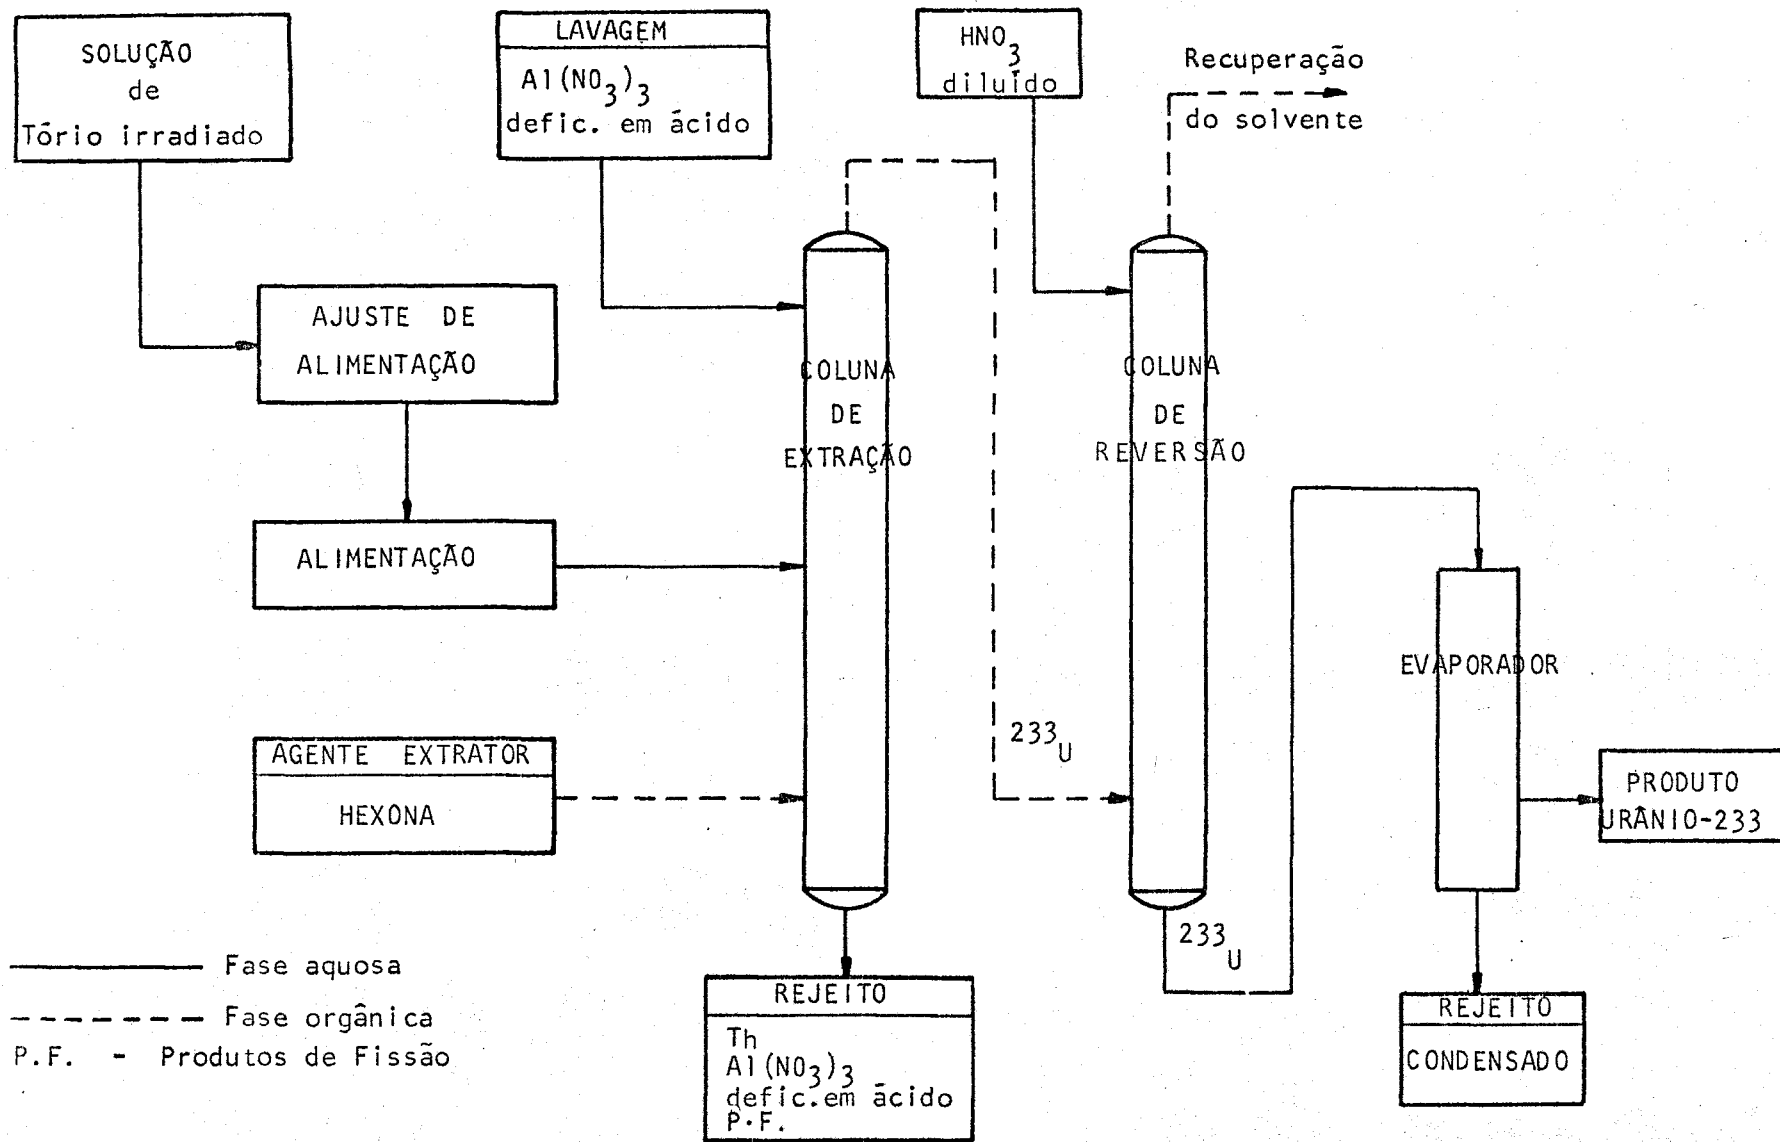 SOLUÇÃO
de
Tório irradiado
LAVAGEM
Al(NO3)3
defic. em ácido
HNO3
diluído
Recuperação
do solvente
AJUSTE DE
ALIMENTAÇÃO
ALIMENTAÇÃO
AGENTE EXTRATOR
HEXONA
COLUNA
DE
EXTRAÇÃO
COLUNA
DE
REVERSÃO
233U
233U
EVAPORADOR
PRODUTO
URÂNIO-233
REJEITO
Th
Al(NO3)3
defic.em ácido
P.F.
REJEITO
CONDENSADO
Fase aquosa
Fase orgânica
P.F. - Produtos de Fissão